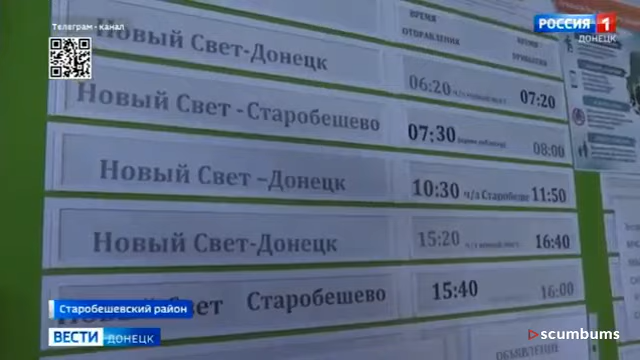 Телеграм - канал
РОССИЯ 1
ДОНЕЦК
ВРЕМЯ
ОТПРАВЛЕНИЯ
ВРЕМЯ
ПРИБЫТИЯ
Новый Свет-Донецк 06:20 07:20
Новый Свет -Старобешево 07:30 08:00
Новый Свет –Донецк 10:30 ч/з Старобеше 11:50
Новый Свет-Донецк 15:20 16:40
Свет Старобешево 15:40 16:00
Старобешевский район
ВЕСТИ ДОНЕЦК
ОБЪЯВЛЕНИЯ
scumbums